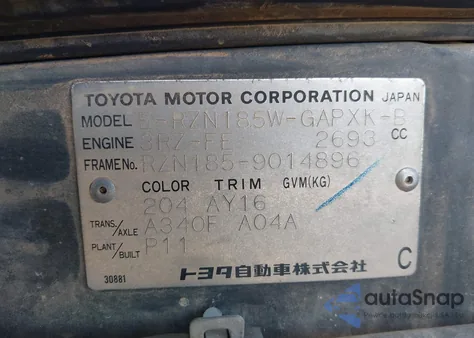 TOYOTA MOTOR CORPORATION JAPAN
MODEL E-RZN185W-GAPXK-B
ENGINE 3RZ-FE 2693 CC
FRAME No. RZN185-9014896
COLOR TRIM GVM(KG)
204 AY16
TRANS./AXLE A340F A04A
PLANT/BUILT P11
30881 トヨタ自動車株式会社 C
autoSnap